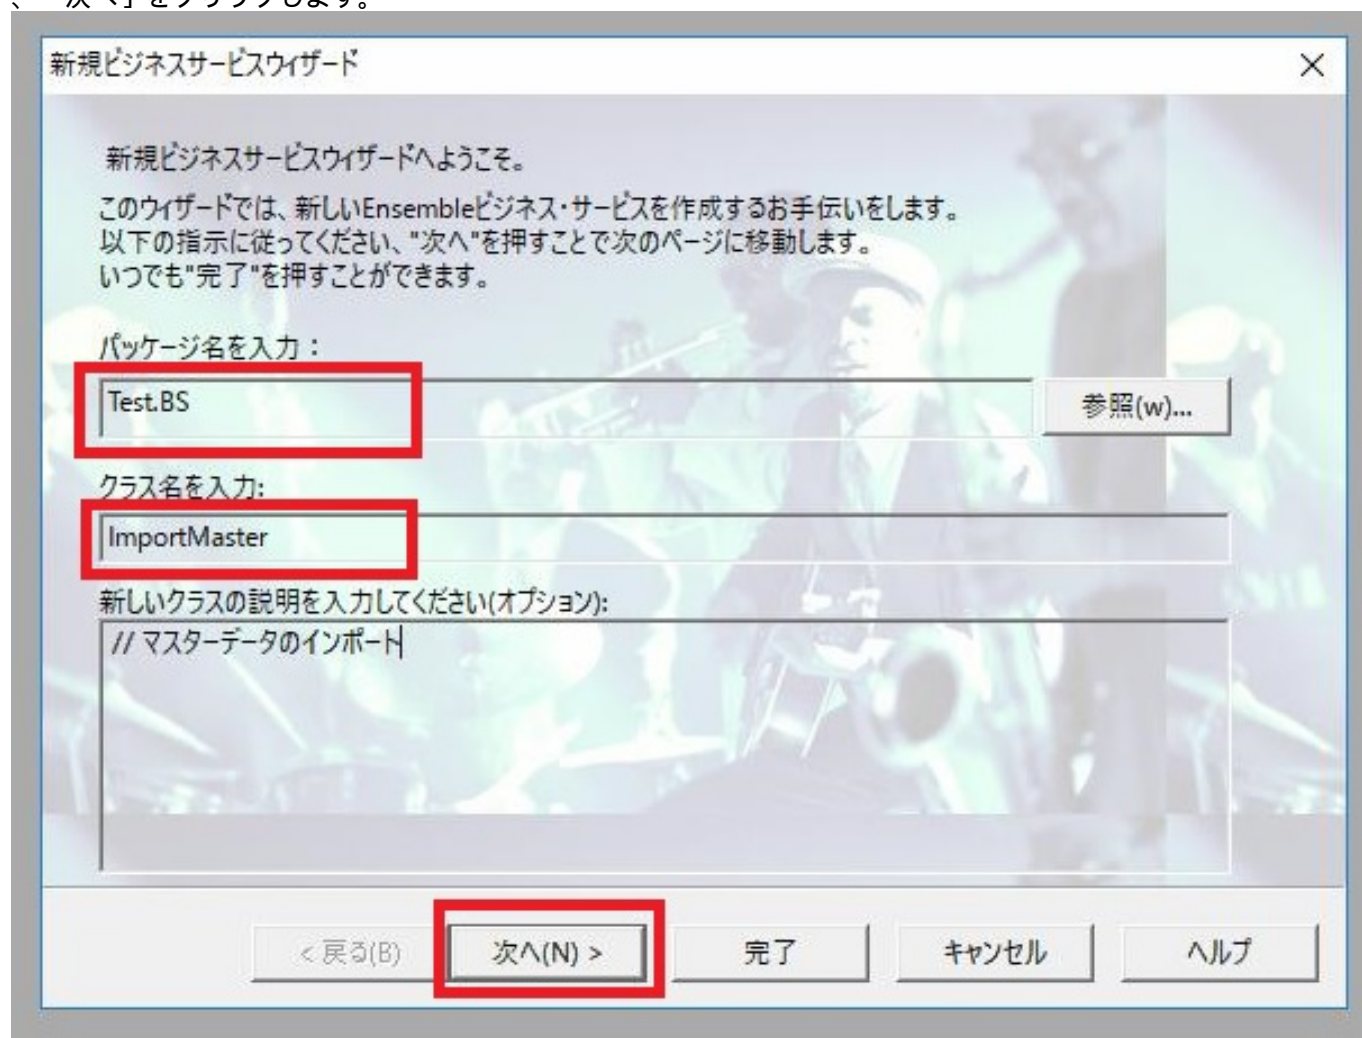 、「次へ」をクリックします。
新規ビジネスサービスウィザード
新規ビジネスサービスウィザードへようこそ。
このウィザードでは、新しいEnsembleビジネス・サービスを作成するお手伝いをします。
以下の指示に従ってください、"次へ"を押すことで次のページに移動します。
いつでも"完了"を押すことができます。
パッケージ名を入力：
Test.BS
参照(w)...
クラス名を入力:
ImportMaster
新しいクラスの説明を入力してください(オプション):
// マスターデータのインポート
< 戻る(B)
次へ(N) >
完了
キャンセル
ヘルプ